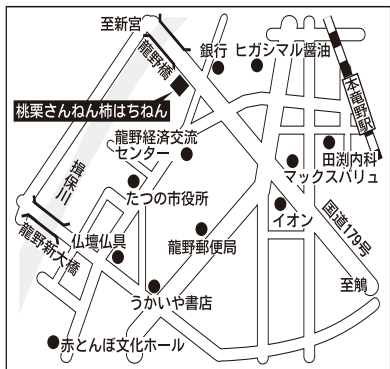 至新宮
銀行
ヒガシマル醤油
龍野橋
本竜野駅
桃栗さんねん柿はちねん
龍野経済交流
センター
田渕内科
マックスバリュ
揖保川
たつの市役所
イオン
国道179号
龍野新大橋
仏壇仏具
龍野郵便局
至鵤
うかいや書店
赤とんぼ文化ホール